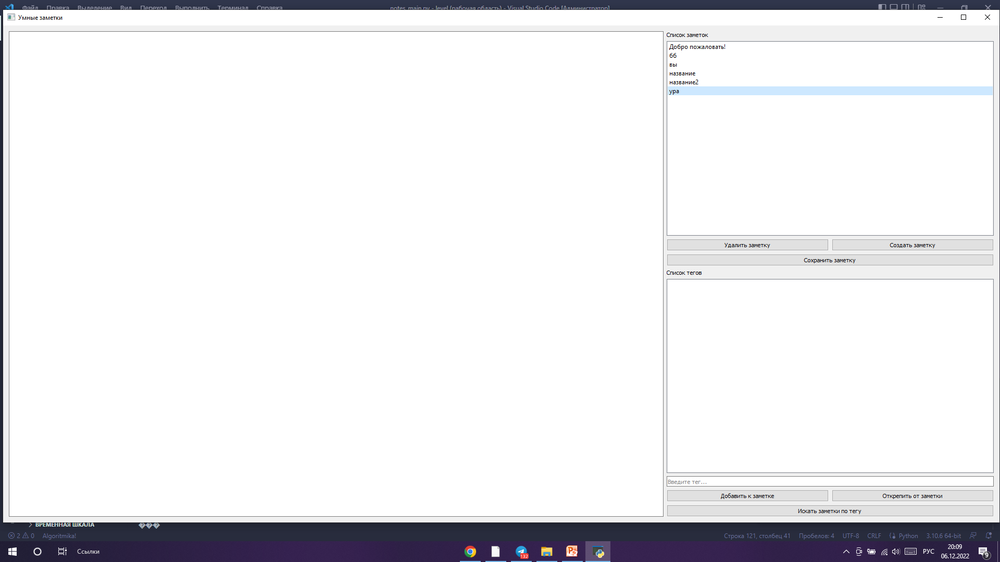 Файл Правка Выделение Вид Переход Выполнить Терминал Справка
notes_main.py - level (рабочая область) - Visual Studio Code [Администратор]
Умные заметки
Список заметок
Добро пожаловать!
вы
название
название2
ура
Удалить заметку
Создать заметку
Сохранить заметку
Список тегов
Введите тег...
Добавить к заметке
Открепить от заметки
Искать заметки по тегу
ВРЕМЕННАЯ ШКАЛА
���
2 0 Algoritmika!
Строка 121, столбец 41 Пробелов: 4 UTF-8 CRLF Python 3.10.6 64-bit
Ссылки
132
РУС
20:09
06.12.2022
9